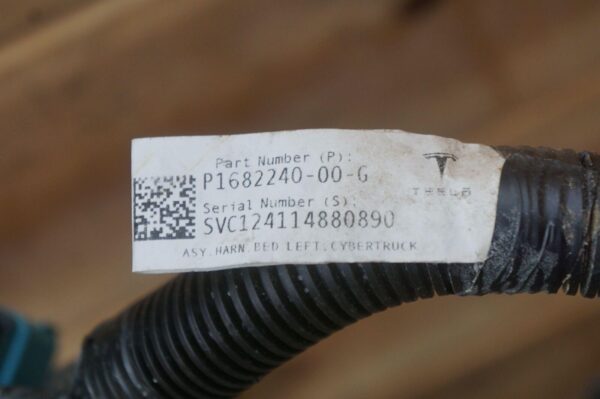 Part Number (P):
P1682240-00-G
TESLA
Serial Number (S):
SVC124114880890
ASY.HARN.BED LEFT.CYBERTRUCK